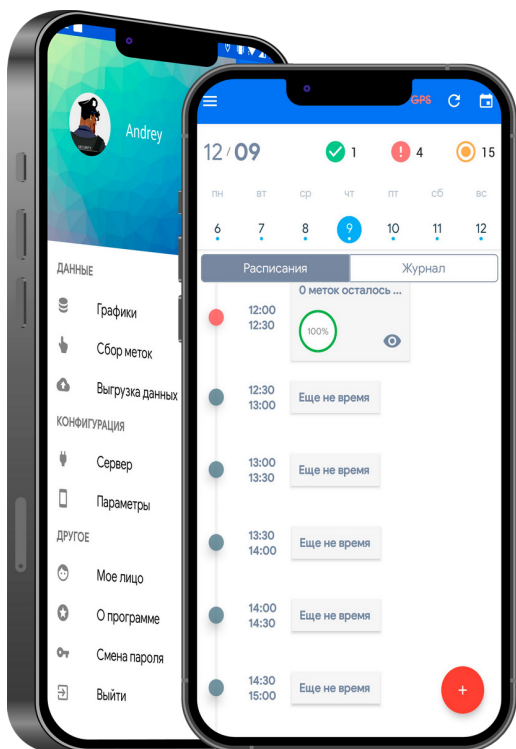 Andrey
ДАННЫЕ
Графики
Сбор меток
Выгрузка данных
КОНФИГУРАЦИЯ
Сервер
Параметры
ДРУГОЕ
Мое лицо
О программе
Смена пароля
Выйти
GPS
12 / 09
1
4
15
пн вт ср чт пт сб вс
6 7 8 9 10 11 12
Расписания Журнал
0 меток осталось ...
12:00
12:30
100%
12:30
13:00
Еще не время
13:00
13:30
Еще не время
13:30
14:00
Еще не время
14:00
14:30
Еще не время
14:30
15:00
Еще не время
+